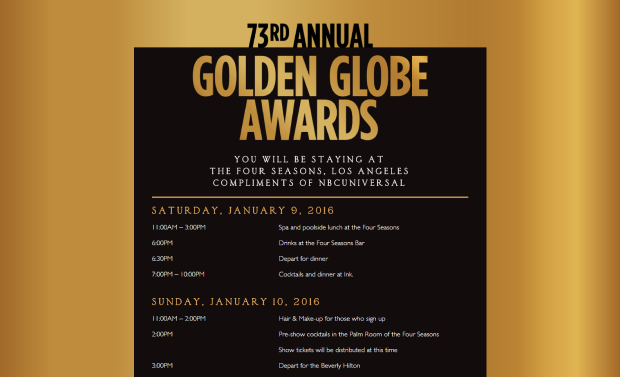 73RD ANNUAL
GOLDEN GLOBE
AWARDS
YOU WILL BE STAYING AT
THE FOUR SEASONS, LOS ANGELES
COMPLIMENTS OF NBCUNIVERSAL
SATURDAY, JANUARY 9, 2016
11:00AM – 3:00PM Spa and poolside lunch at the Four Seasons
6:00PM Drinks at the Four Seasons Bar
6:30PM Depart for dinner
7:00PM – 10:00PM Cocktails and dinner at Ink.
SUNDAY, JANUARY 10, 2016
11:00AM – 2:00PM Hair & Make-up for those who sign up
2:00PM Pre-show cocktails in the Palm Room of the Four Seasons
Show tickets will be distributed at this time
3:00PM Depart for the Beverly Hilton